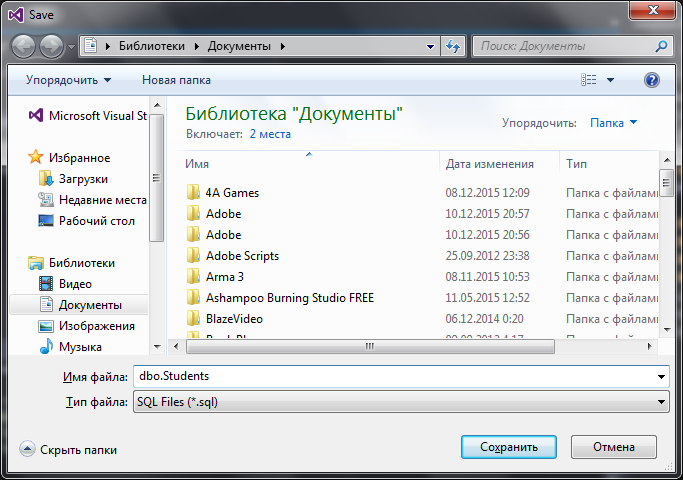 Save
Библиотеки Документы Поиск: Документы
Упорядочить Новая папка
Microsoft Visual St
Избранное
Загрузки
Недавние места
Рабочий стол
Библиотеки
Видео
Документы
Изображения
Музыка
Библиотека "Документы"
Включает: 2 места
Упорядочить: Папка
Имя Дата изменения Тип
4A Games 08.12.2015 12:09 Папка с файлами
Adobe 10.12.2015 20:57 Папка с файлами
Adobe 10.12.2015 20:56 Папка с файлами
Adobe Scripts 25.09.2012 23:38 Папка с файлами
Arma 3 08.11.2015 10:53 Папка с файлами
Ashampoo Burning Studio FREE 11.05.2015 12:52 Папка с файлами
BlazeVideo 06.12.2014 0:20 Папка с файлами
Имя файла: dbo.Students
Тип файла: SQL Files (*.sql)
Скрыть папки Сохранить Отмена